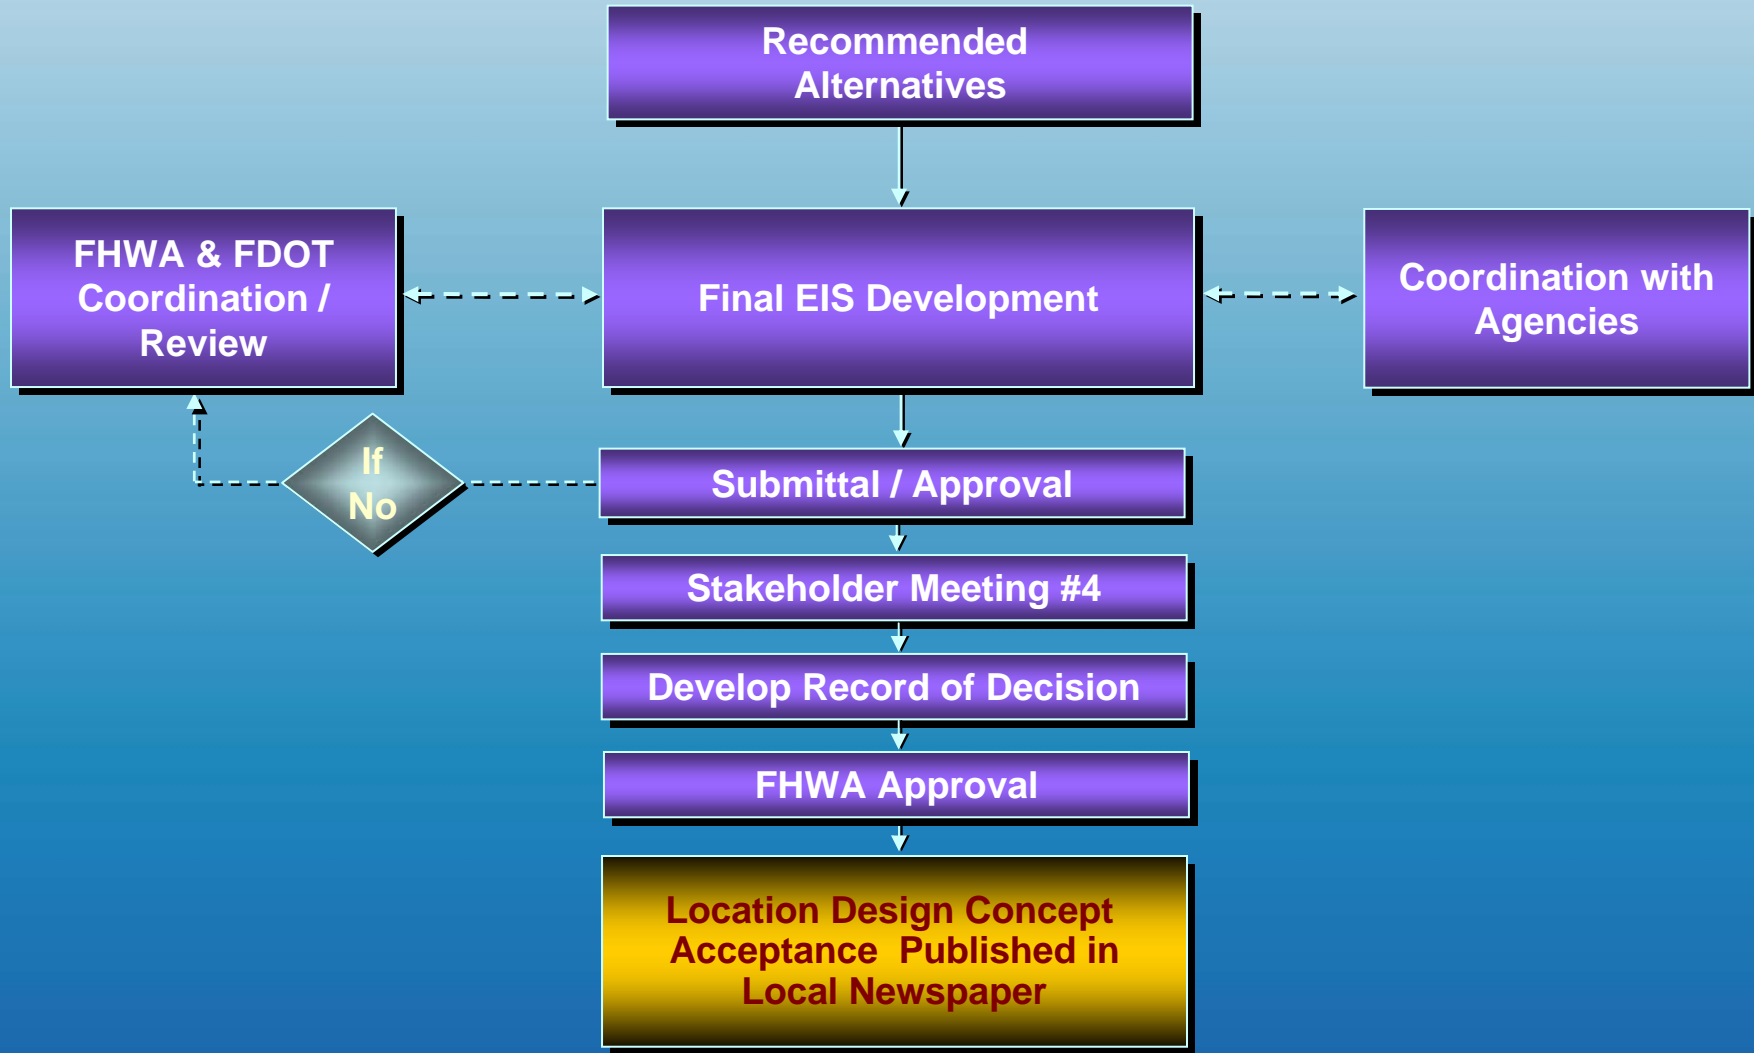 Recommended
Alternatives
FHWA & FDOT
Coordination /
Review
Final EIS Development
Coordination with
Agencies
If
No
Submittal / Approval
Stakeholder Meeting #4
Develop Record of Decision
FHWA Approval
Location Design Concept
Acceptance  Published in
Local Newspaper